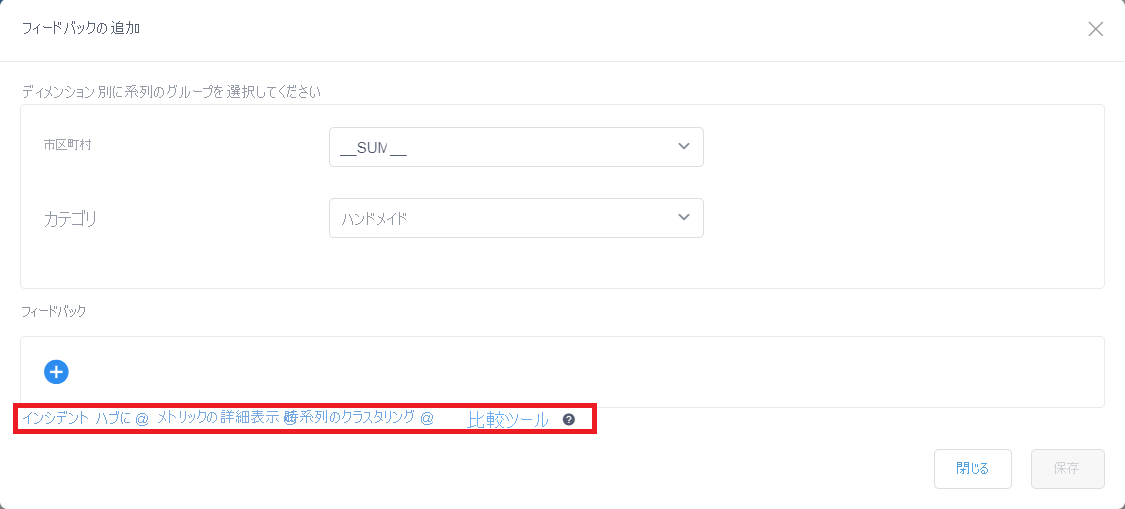 フィードバックの追加
ディメンション別に系列のグループを選択してください
市区町村
__SUM__
カテゴリ
ハンドメイド
フィードバック
インシデント ハブに @ メトリックの詳細表示 @時系列のクラスタリング @ 比較ツール ?
閉じる
保存